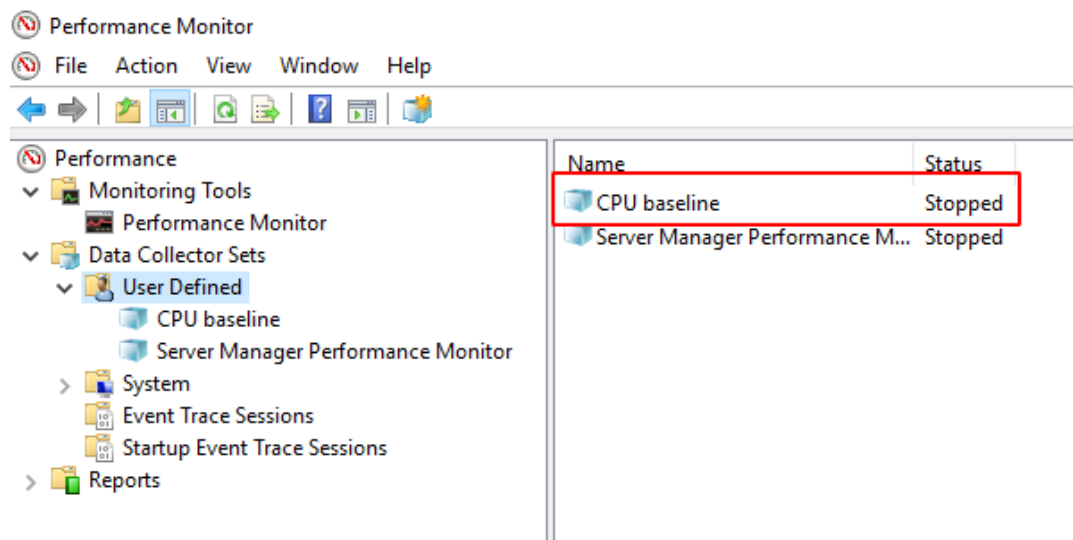 Performance Monitor
File Action View Window Help
Performance
Monitoring Tools
Performance Monitor
Data Collector Sets
User Defined
CPU baseline
Server Manager Performance Monitor
System
Event Trace Sessions
Startup Event Trace Sessions
Reports
Name Status
CPU baseline Stopped
Server Manager Performance M... Stopped